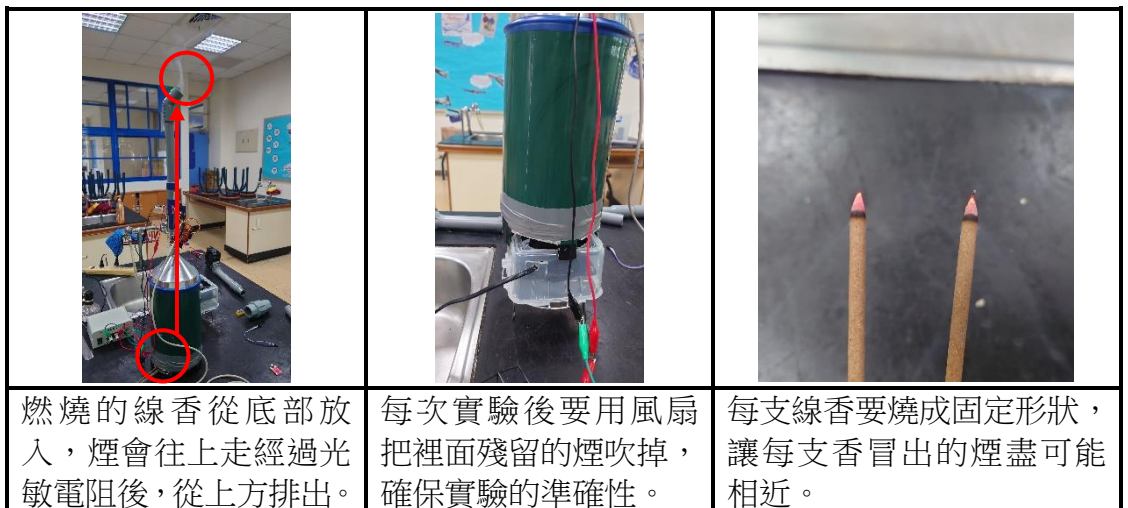 燃燒的線香從底部放
入，煙會往上走經過光
敏電阻後，從上方排出。
每次實驗後要用風扇
把裡面殘留的煙吹掉，
確保實驗的準確性。
每支線香要燒成固定形狀，
讓每支香冒出的煙盡可能
相近。